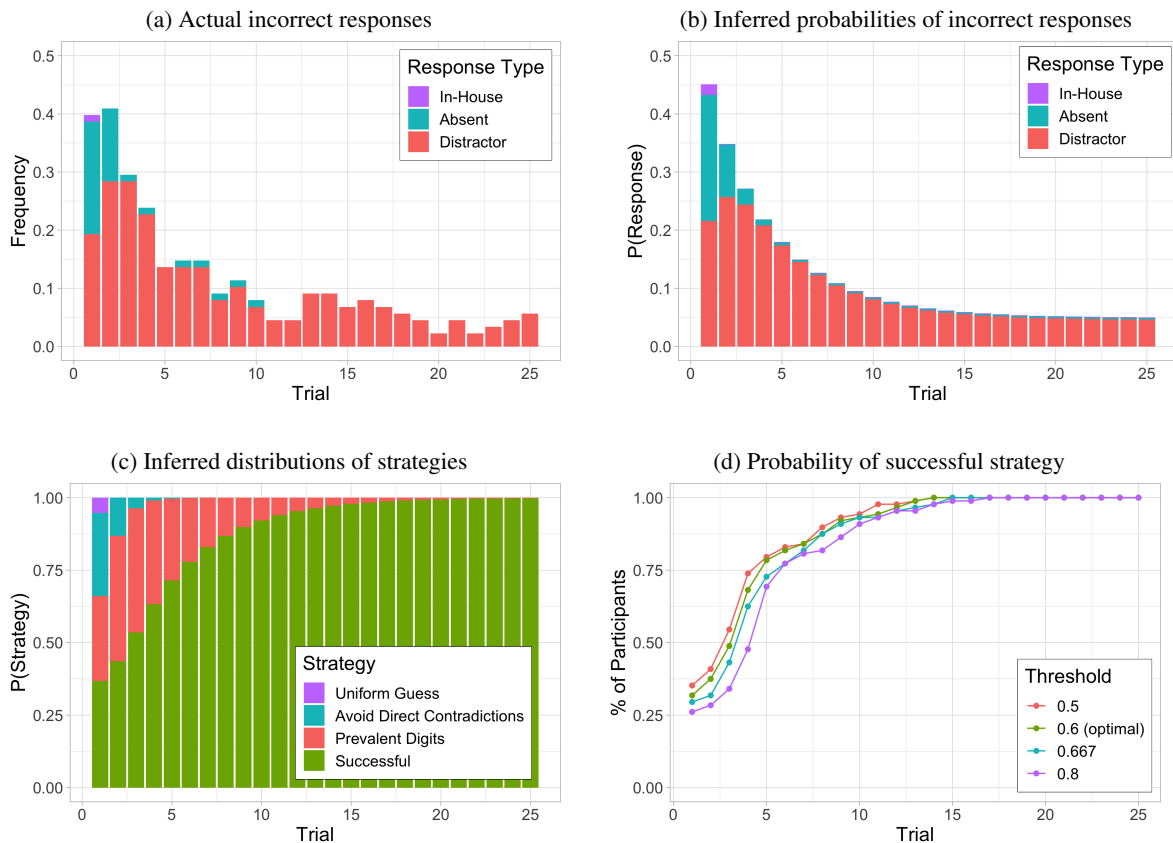 (a) Actual incorrect responses
0.5
0.4
0.3
0.2
0.1
0.0
Frequency
Response Type
In-House
Absent
Distractor
0 5 10 15 20 25
Trial
(b) Inferred probabilities of incorrect responses
0.5
0.4
0.3
0.2
0.1
0.0
P(Response)
Response Type
In-House
Absent
Distractor
0 5 10 15 20 25
Trial
(c) Inferred distributions of strategies
1.00
0.75
0.50
0.25
0.00
P(Strategy)
Strategy
Uniform Guess
Avoid Direct Contradictions
Prevalent Digits
Successful
0 5 10 15 20 25
Trial
(d) Probability of successful strategy
1.00
0.75
0.50
0.25
0.00
% of Participants
Threshold
0.5
0.6 (optimal)
0.667
0.8
0 5 10 15 20 25
Trial